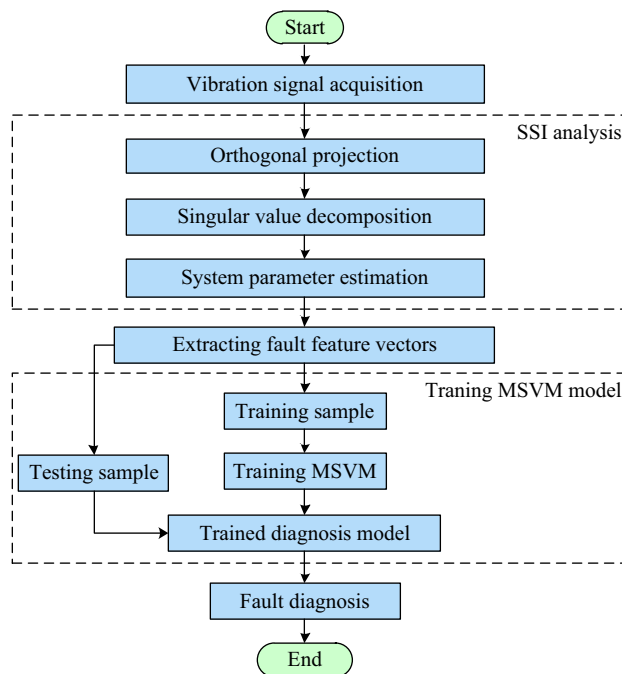 Start
Vibration signal acquisition
SSI analysis
Orthogonal projection
Singular value decomposition
System parameter estimation
Extracting fault feature vectors
Traning MSVM model
Training sample
Testing sample
Training MSVM
Trained diagnosis model
Fault diagnosis
End